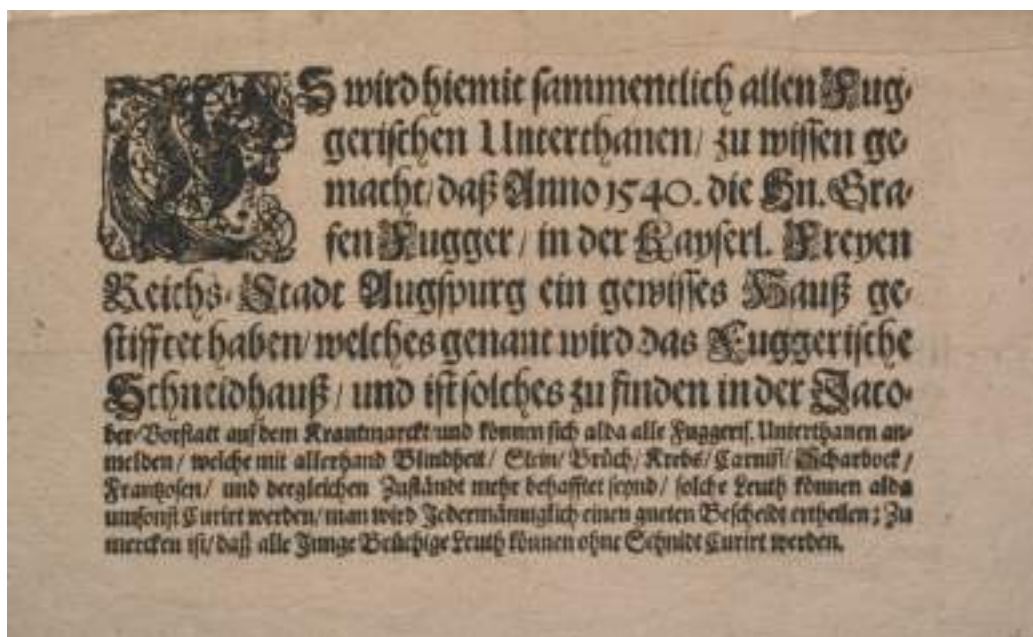 ES wird hiemit sammentlich allen Fug-
gerischen Unterthanen/ zu wissen ge-
macht/ daß Anno 1540. die Hn. Gra-
fen Fugger/ in der Kayserl. Freyen
Reichs-Stadt Augspurg ein gewisses Hauß ge-
stifftet haben/ welches genant wird das Fuggerische
Schneidhauß/ und ist solches zu finden in der Jaco-
ber-Vorstatt auf dem Krautmarckt/ und können sich alda alle Fuggeris. Unterthanen an-
melden/ welche mit allerhand Blindheit/ Stein/ Brüch/ Krebs/ Carnifl/ Scharbock/
Frantzosen/ und dergleichen Zuständt mehr behafftet seynd/ solche Leuth können alda
umsonst Curirt werden/ man wird Jedermänniglich einen gueten Bescheidt ertheilen; Zu
mercken ist/ daß alle Junge Brüchige Leuth können ohne Schnidt Curirt werden.